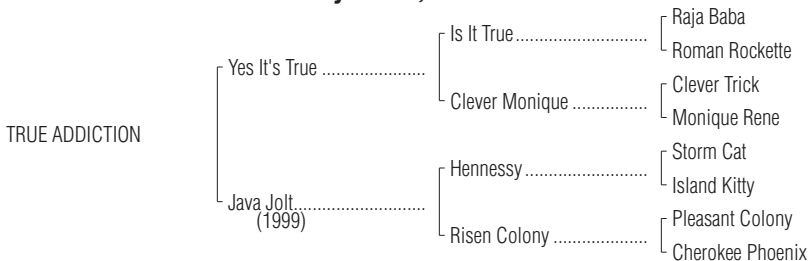 Raja Baba
Is It True
Roman Rockette
Yes It's True
Clever Trick
Clever Monique
Monique Rene
TRUE ADDICTION
Storm Cat
Hennessy
Island Kitty
Java Jolt
(1999)
Pleasant Colony
Risen Colony
Cherokee Phoenix